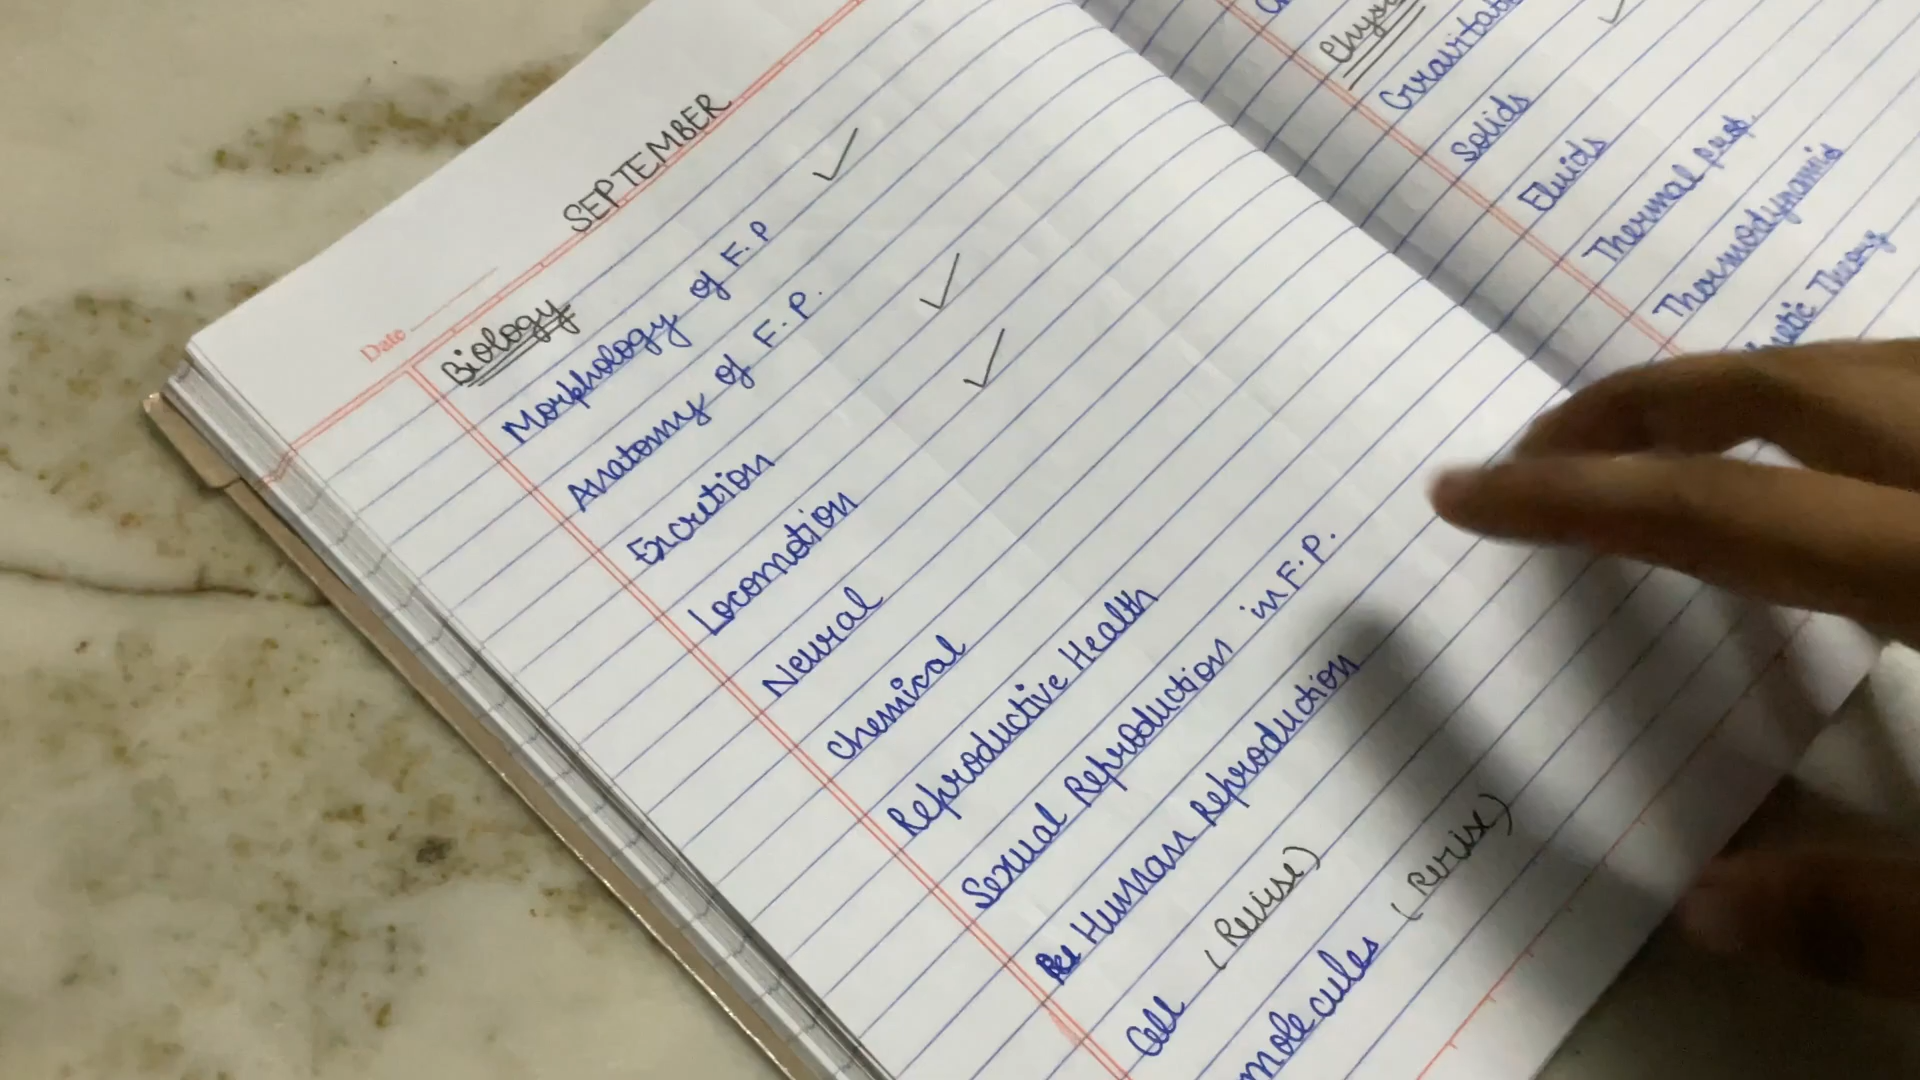 SEPTEMBER
Date
Biology
Morphology of F.P
Anatomy of F.P.
Excretion
Locomotion
Neural
Chemical
Reproductive Health
Sexual Reproduction in F.P.
Human Reproduction
Cell (Revise)
molecules (Revise)
Solids
Fluids
Thermal prop.